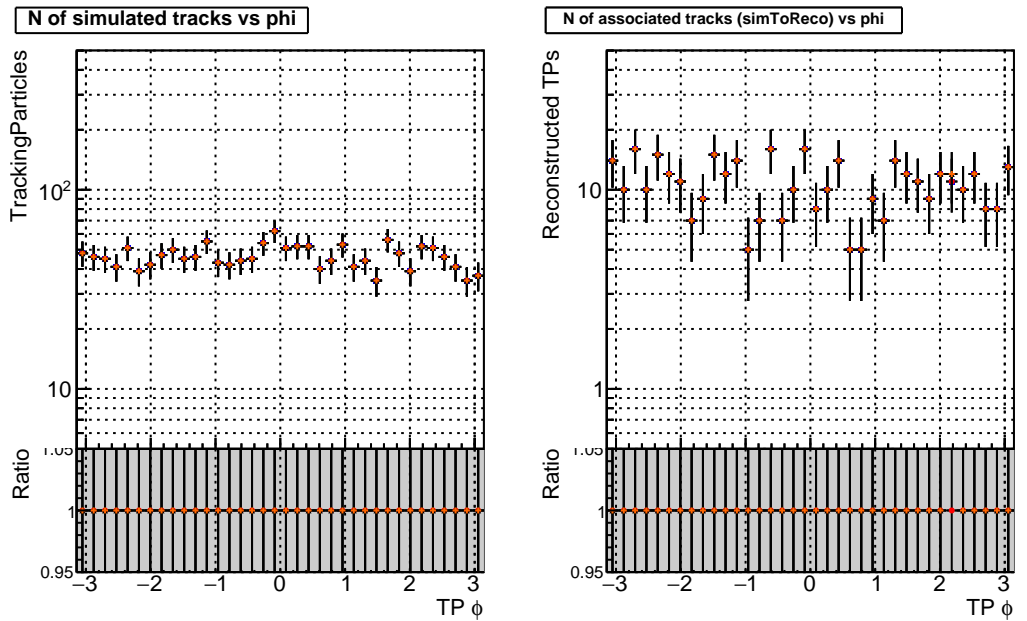 N of simulated tracks vs phi
TrackingParticles
10²
10
Ratio
1.05
1
0.95
−3 −2 −1 0 1 2 3
TP ϕ
N of associated tracks (simToReco) vs phi
Reconstructed TPs
10
1
Ratio
1.05
1
0.95
−3 −2 −1 0 1 2 3
TP ϕ